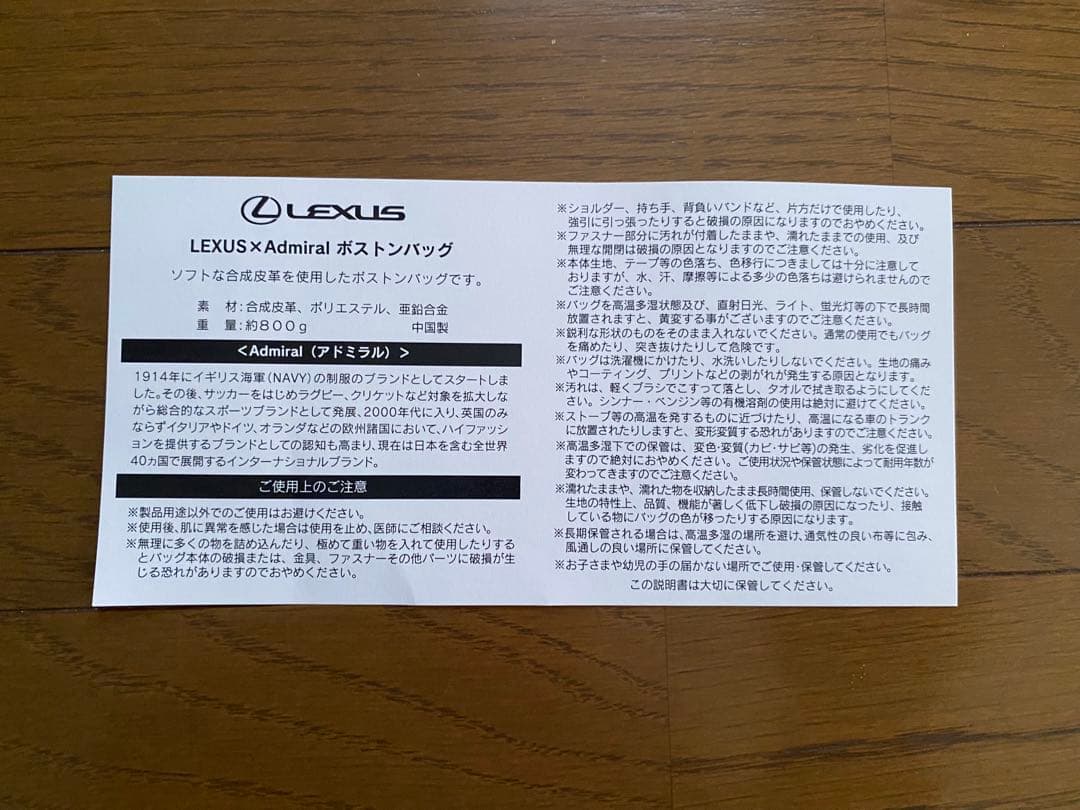 LEXUS
LEXUS×Admiral ボストンバッグ
ソフトな合成皮革を使用したボストンバッグです。
素　材：合成皮革、ポリエステル、亜鉛合金
重　量：約800g　中国製
＜Admiral（アドミラル）＞
1914年にイギリス海軍（NAVY）の制服のブランドとしてスタートしま
した。その後、サッカーをはじめラグビー、クリケットなど対象を拡大しな
がら総合的なスポーツブランドとして発展、2000年代に入り、英国のみ
ならずイタリアやドイツ、オランダなどの欧州諸国において、ハイファッシ
ョンを提供するブランドとしての認知も高まり、現在は日本を含む全世界
40ヵ国で展開するインターナショナルブランド。
ご使用上のご注意
※製品用途以外でのご使用はお避けください。
※使用後、肌に異常を感じた場合は使用を止め、医師にご相談ください。
※無理に多くの物を詰め込んだり、極めて重い物を入れて使用したりする
とバッグ本体の破損または、金具、ファスナーその他パーツに破損が生
じる恐れがありますのでおやめください。
※ショルダー、持ち手、背負いバンドなど、片方だけで使用したり、
強引に引っ張ったりすると破損の原因になりますのでおやめください。
※ファスナー部分に汚れが付着したままや、濡れたままでの使用、及び
無理な開閉は破損の原因となりますのでご注意ください。
※本体生地、テープ等の色落ち、色移行につきましては十分に注意して
おりますが、水、汗、摩擦等による多少の色落ちは避けられませんので
ご注意ください。
※バッグを高温多湿状態及び、直射日光、ライト、蛍光灯等の下で長時間
放置されますと、黄変する事がございますのでご注意ください。
※鋭利な形状のものをそのまま入れないでください。通常の使用でもバッグ
を痛めたり、突き抜けたりして危険です。
※バッグは洗濯機にかけたり、水洗いしたりしないでください。生地の痛み
やコーティング、プリントなどの剥がれが発生する原因となります。
※汚れは、軽くブラシでこすって落とし、タオルで拭き取るようにしてくだ
さい。シンナー・ベンジン等の有機溶剤の使用は絶対に避けてください。
※ストーブ等の高温を発するものに近づけたり、高温になる車のトランク
に放置されたりしますと、変形変質する恐れがありますのでご注意ください。
※高温多湿下での保管は、変色・変質（カビ・サビ等）の発生、劣化を促進し
ますので絶対におやめください。ご使用状況や保管状態によって耐用年数が
変わってきますのでご注意ください。
※濡れたままや、濡れた物を収納したまま長時間使用、保管しないでください。
生地の特性上、品質、機能が著しく低下し破損の原因になったり、接触
している物にバッグの色が移ったりする原因になります。
※長期保管される場合は、高温多湿の場所を避け、通気性の良い布等に包み、
風通しの良い場所に保管してください。
※お子さまや幼児の手の届かない場所でご使用・保管してください。
この説明書は大切に保管してください。